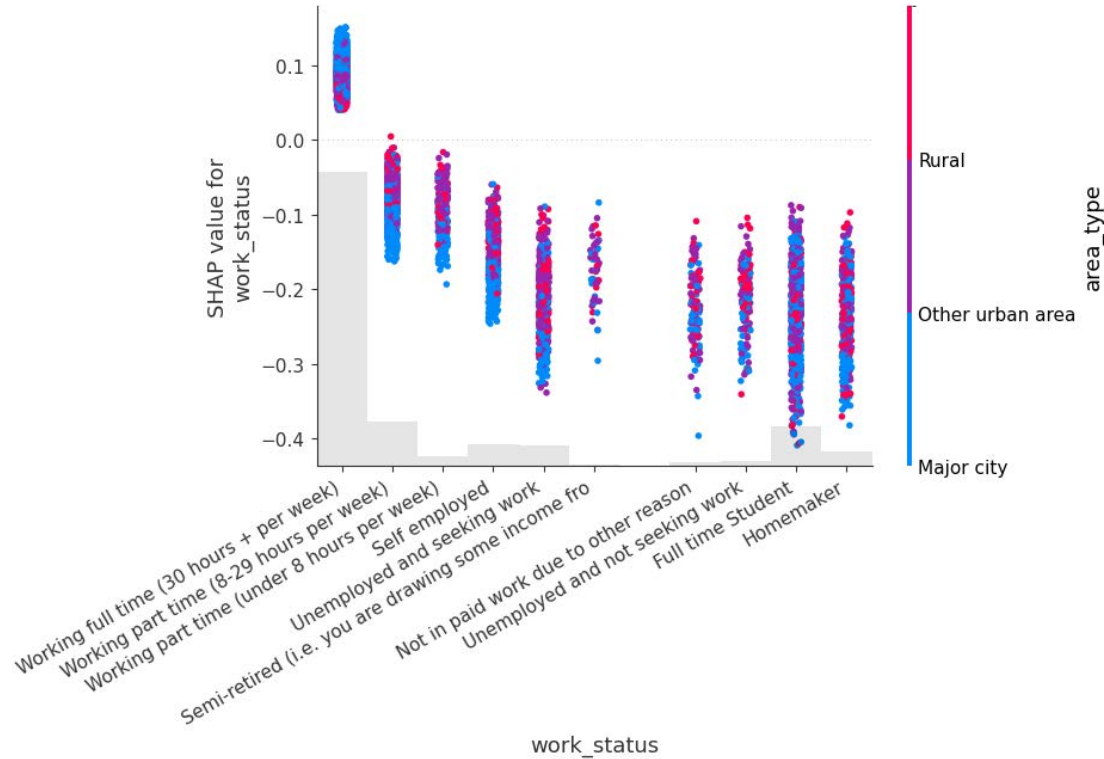 0.1
0.0
−0.1
−0.2
−0.3
−0.4
SHAP value for
work_status
Working full time (30 hours + per week)
Working part time (8-29 hours per week)
Working part time (under 8 hours per week)
Self employed
Unemployed and seeking work
Semi-retired (i.e. you are drawing some income fro
Not in paid work due to other reason
Unemployed and not seeking work
Full time Student
Homemaker
work_status
Rural
Other urban area
Major city
area_type